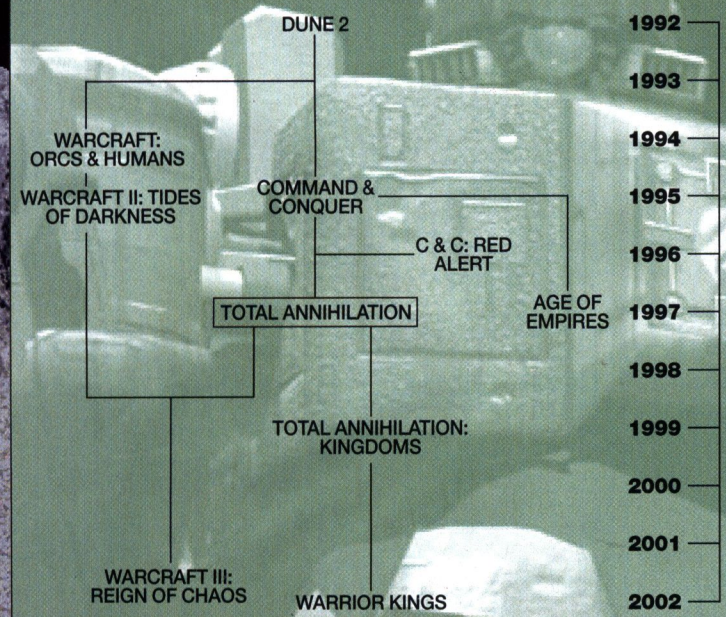 DUNE 2
1992
1993
WARCRAFT:
ORCS & HUMANS
1994
WARCRAFT II: TIDES
OF DARKNESS
COMMAND &
CONQUER
1995
C & C: RED
ALERT
1996
TOTAL ANNIHILATION
AGE OF
EMPIRES
1997
1998
TOTAL ANNIHILATION:
KINGDOMS
1999
2000
2001
WARCRAFT III:
REIGN OF CHAOS
WARRIOR KINGS
2002